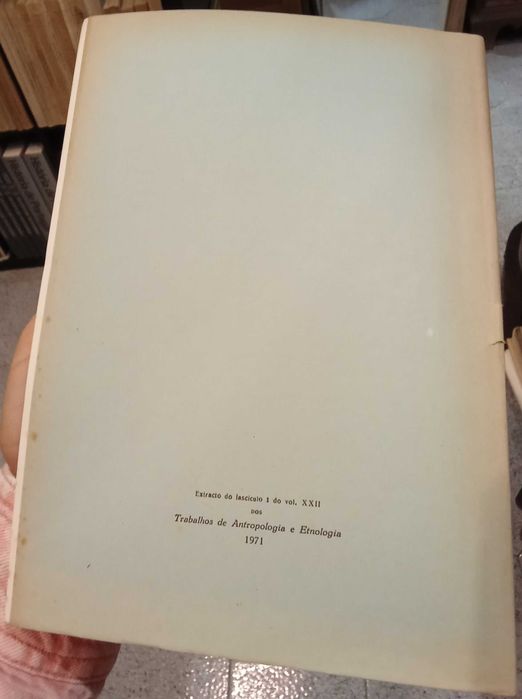 Extracto do fascículo 1 do vol. XXII
DOS
Trabalhos de Antropologia e Etnologia
1971